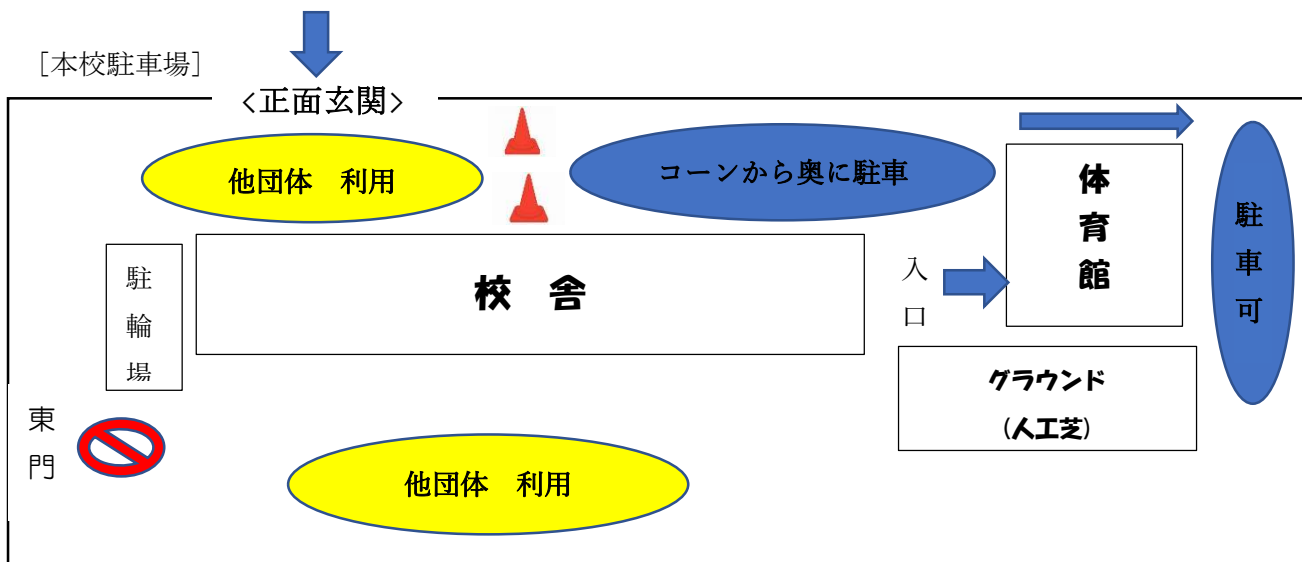 ［本校駐車場］
<正面玄関>
他団体　利用
コーンから奥に駐車
体育館
駐車可
駐輪場
校　舎
入口
グラウンド
(人工芝)
東門
他団体　利用